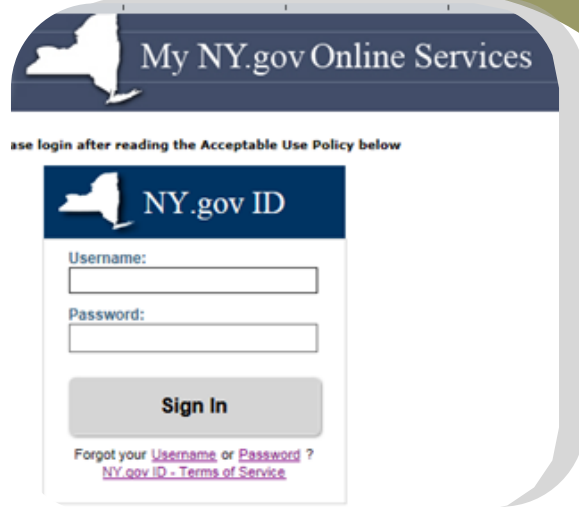 My NY.gov Online Services
ase login after reading the Acceptable Use Policy below
NY.gov ID
Username:
Password:
Sign In
Forgot your Username or Password ?
NY.gov ID - Terms of Service